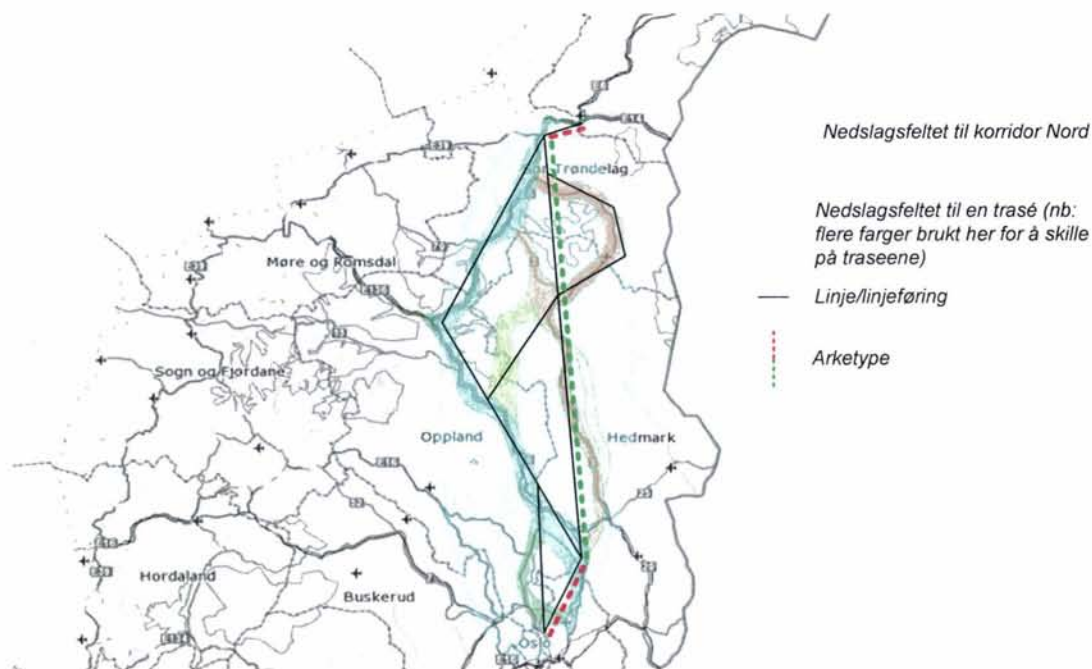 Nedslagsfeltet til korridor Nord
Nedslagsfeltet til en trasé (nb:
flere farger brukt her for å skille
på traseene)
Linje/linjeføring
Arketype
Sør Trøndelag
Møre og Romsdal
Sogn og Fjordane
Oppland
Hedmark
Hordaland
Buskerud
Oslo